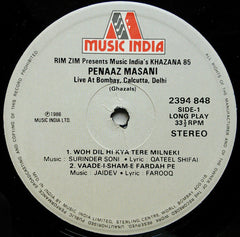 MUSIC INDIA
RIM ZIM Presents Music India's KHAZANA 85
PENAAZ MASANI
Live At Bombay, Calcutta, Delhi
(Ghazals)
2394 848
SIDE-1
LONG PLAY
33⅓ RPM
STEREO
℗ 1986
MUSIC INDIA LTD.
1. WOH DIL HI KYA TERE MILNEKI
Music : SURINDER SONI • Lyric : QATEEL SHIFAI
2. VAADE-I-SHAM-E FARDAH PE
Music : JAIDEV • Lyric : FAROOQ